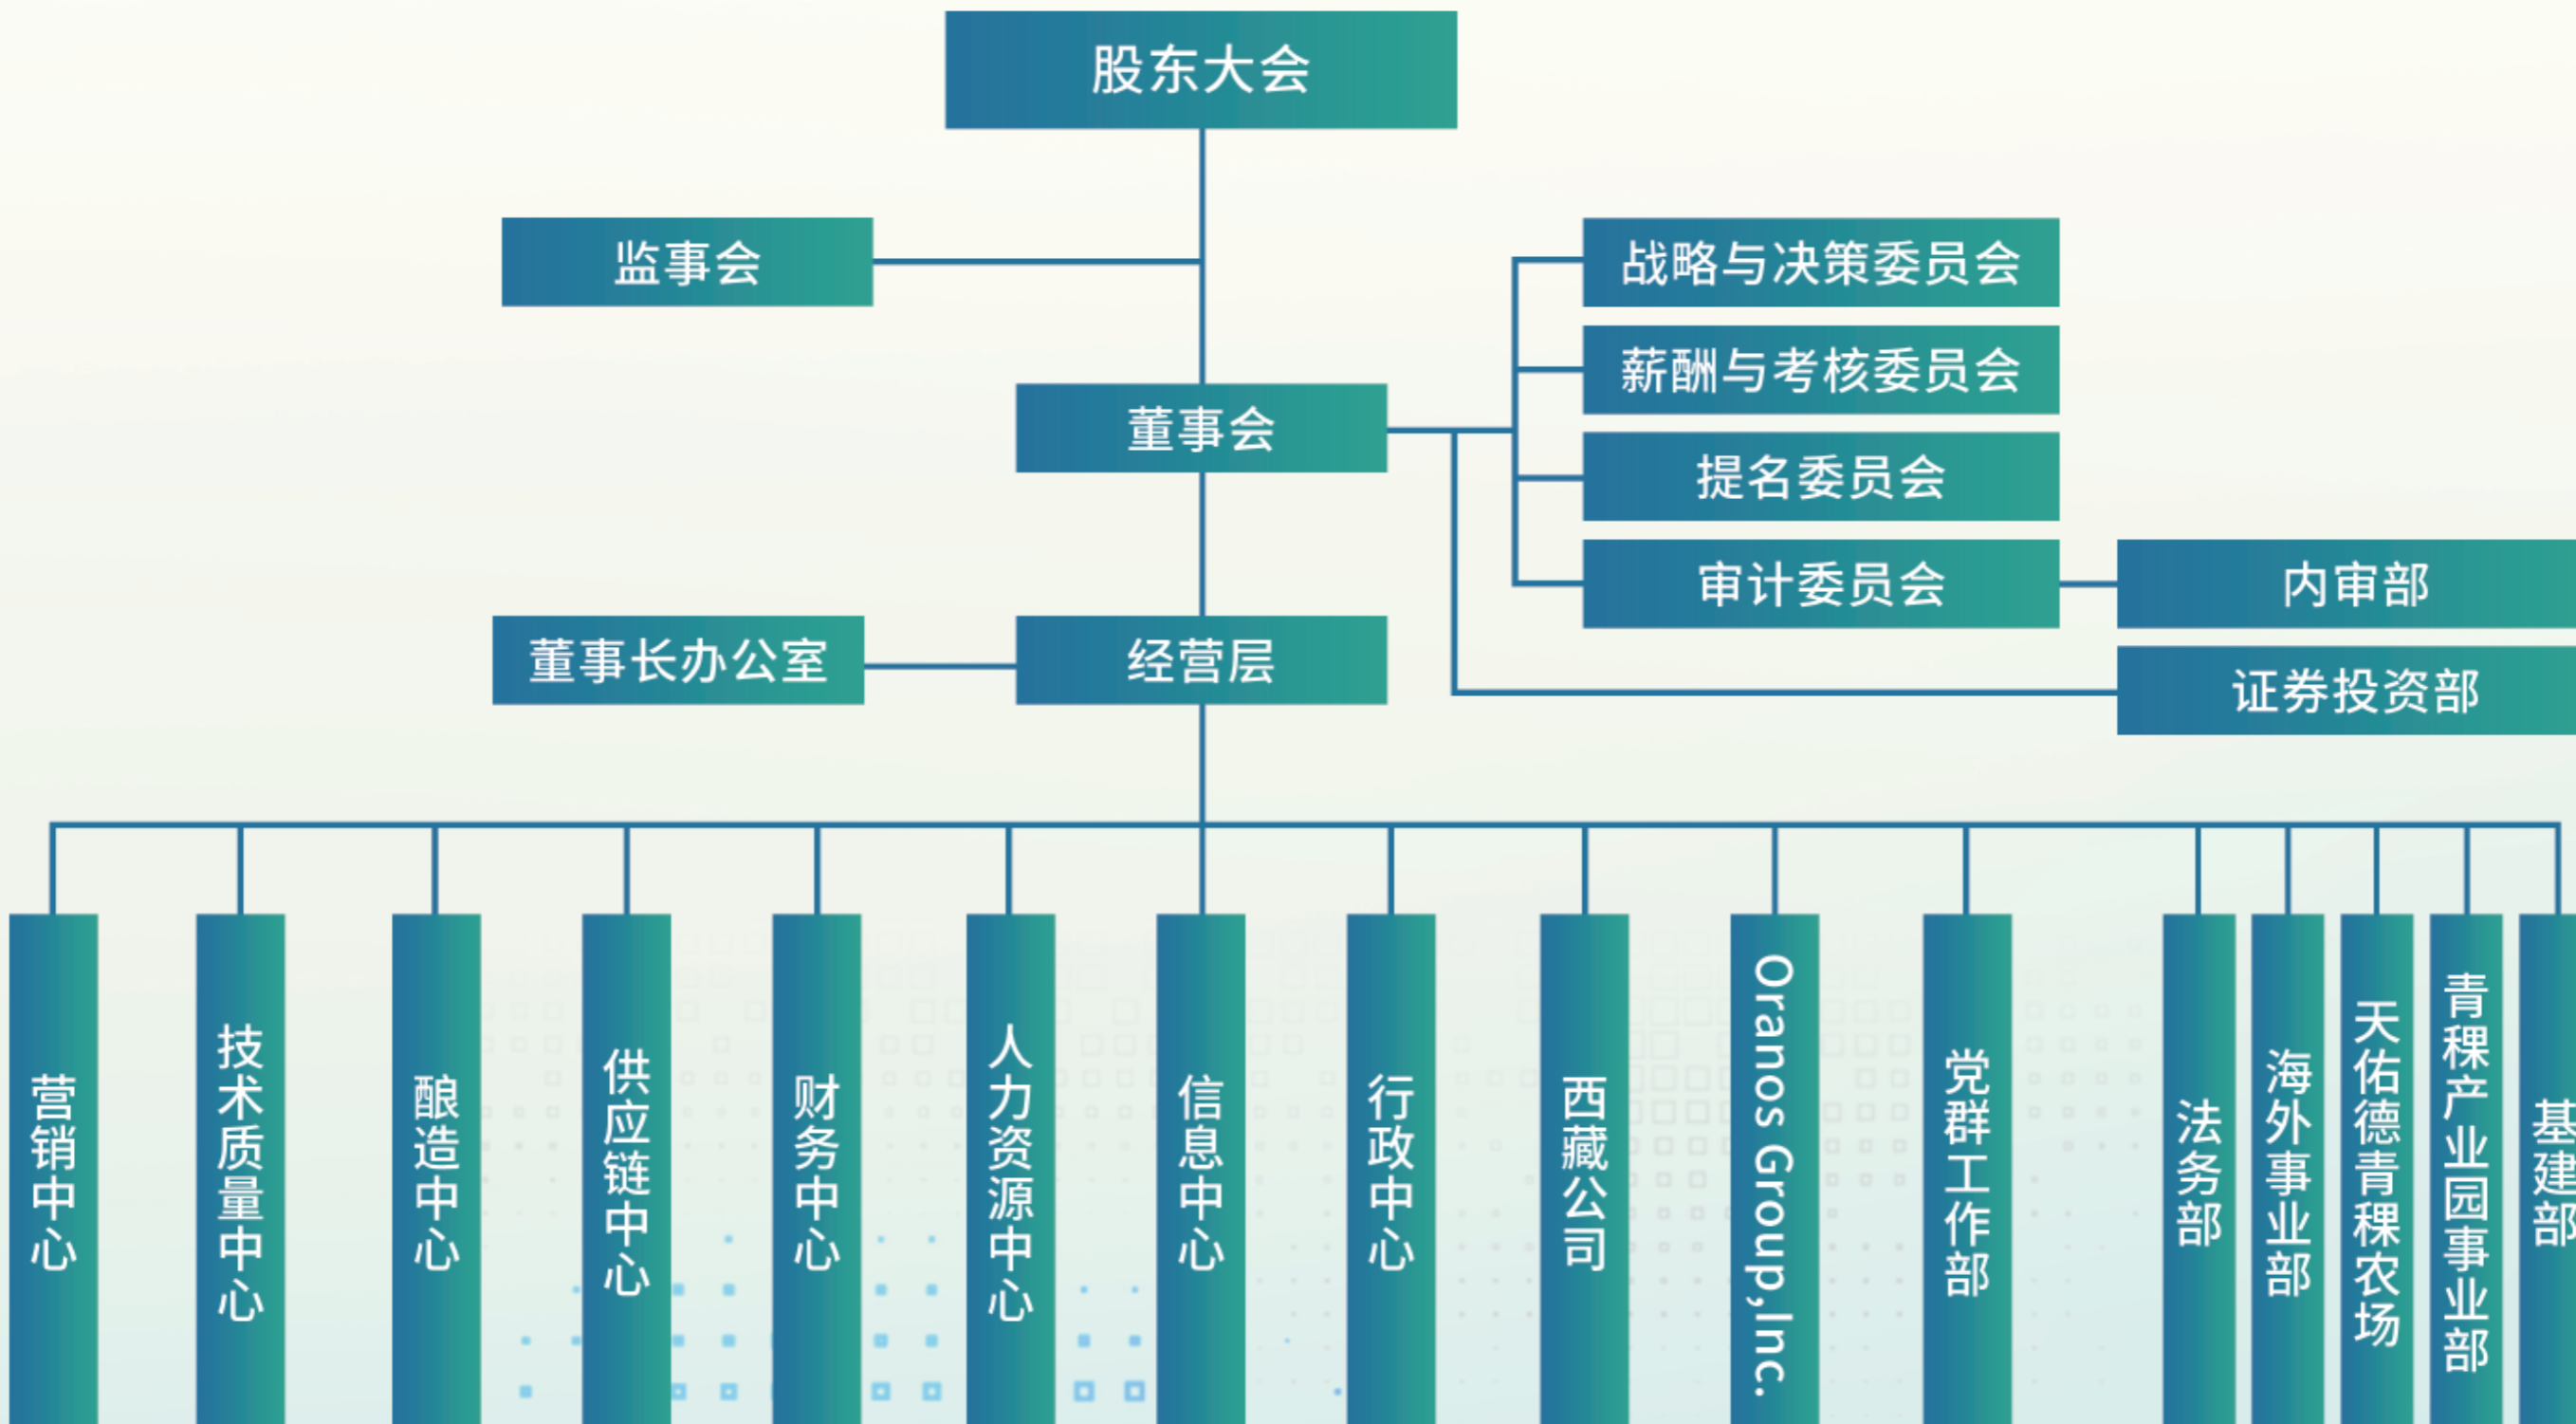 股东大会
监事会
战略与决策委员会
薪酬与考核委员会
董事会
提名委员会
审计委员会
内审部
董事长办公室
经营层
证券投资部
营销中心
技术质量中心
酿造中心
供应链中心
财务中心
人力资源中心
信息中心
行政中心
西藏公司
Oranos Group,Inc.
党群工作部
法务部
海外事业部
天佑德青稞农场
青稞产业园事业部
基建部